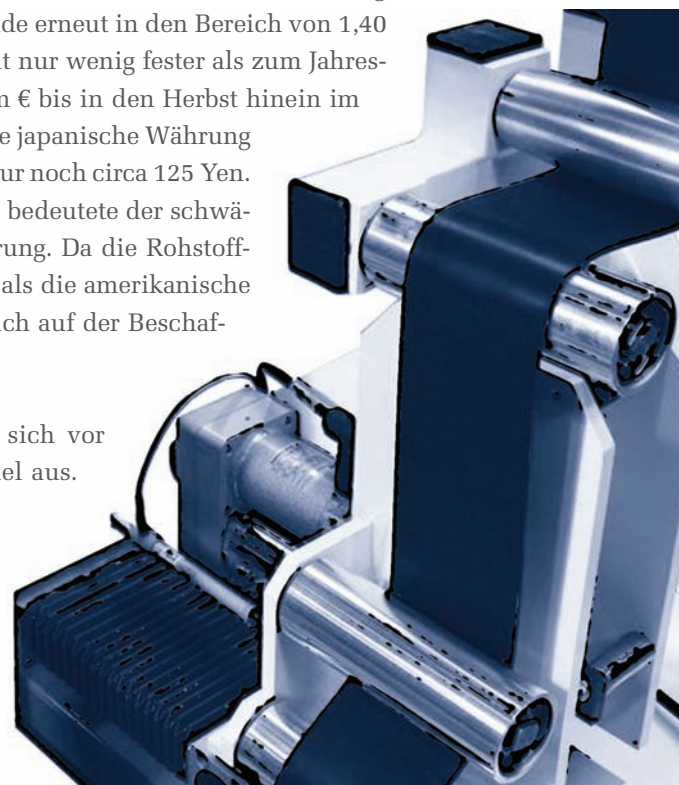 de erneut in den Bereich von 1,40
t nur wenig fester als zum Jahres-
n € bis in den Herbst hinein im
e japanische Währung
ur noch circa 125 Yen.
bedeutete der schwä-
rung. Da die Rohstoff-
als die amerikanische
ich auf der Beschaf-
sich vor
el aus.